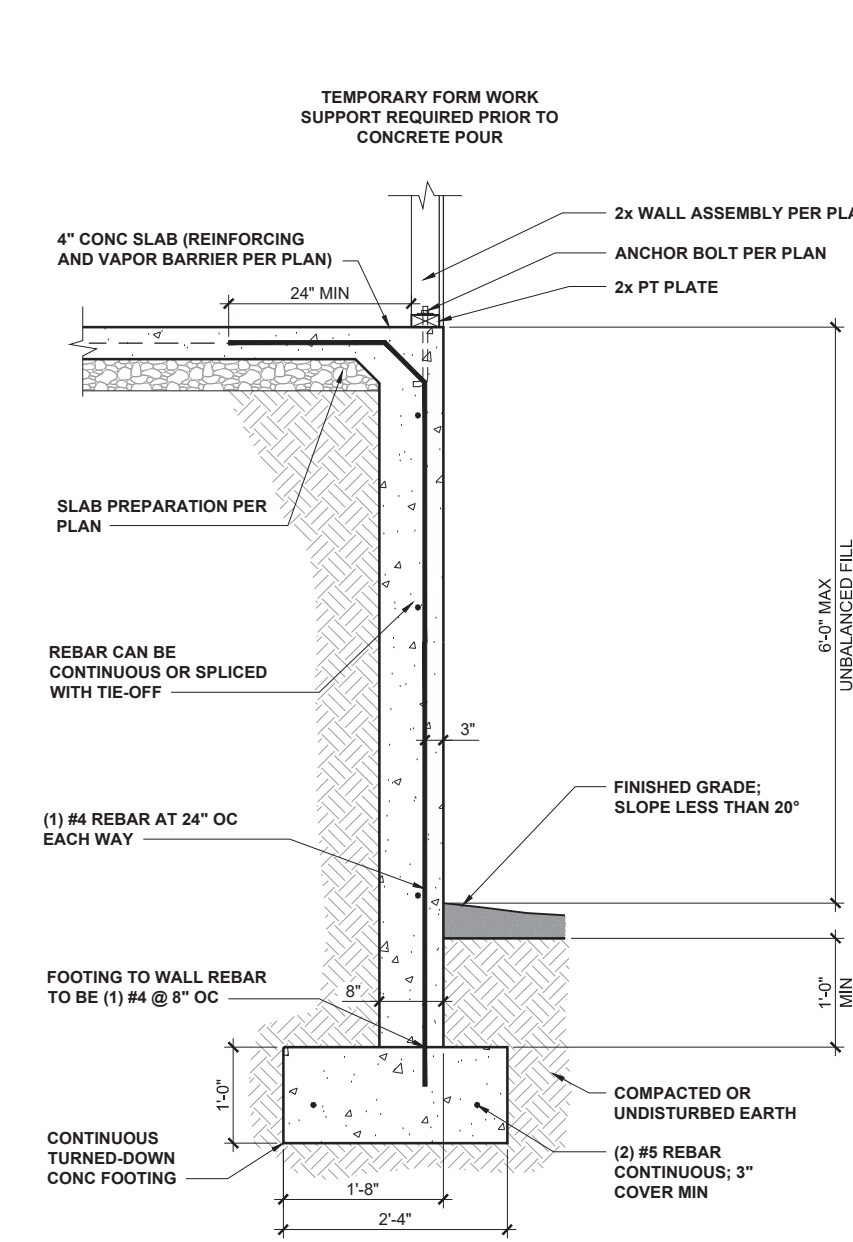 TEMPORARY FORM WORK
SUPPORT REQUIRED PRIOR TO
CONCRETE POUR
2x WALL ASSEMBLY PER
4" CONC SLAB (REINFORCING
AND VAPOR BARRIER PER PLAN)
ANCHOR BOLT PER PLAN
2x PT PLATE
24" MIN
SLAB PREPARATION PER
PLAN
6'-0" MAX
UNBALANCED FILL
REBAR CAN BE
CONTINUOUS OR SPLICED
WITH TIE-OFF
3"
FINISHED GRADE;
SLOPE LESS THAN 20°
(1) #4 REBAR AT 24" OC
EACH WAY
FOOTING TO WALL REBAR
TO BE (1) #4 @ 8" OC
8"
1'-0"
MIN
1'-0"
COMPACTED OR
UNDISTURBED EARTH
CONTINUOUS
TURNED-DOWN
CONC FOOTING
(2) #5 REBAR
CONTINUOUS; 3"
COVER MIN
1'-8"
2'-4"